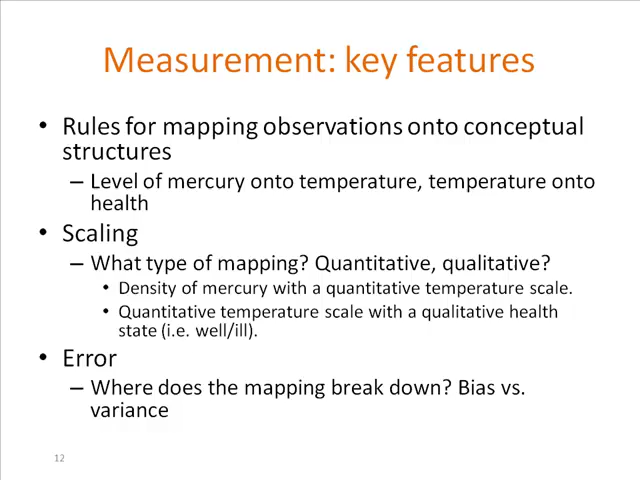 Measurement: key features
• Rules for mapping observations onto conceptual
structures
– Level of mercury onto temperature, temperature onto
health
• Scaling
– What type of mapping? Quantitative, qualitative?
• Density of mercury with a quantitative temperature scale.
• Quantitative temperature scale with a qualitative health
state (i.e. well/ill).
• Error
– Where does the mapping break down? Bias vs.
variance
12